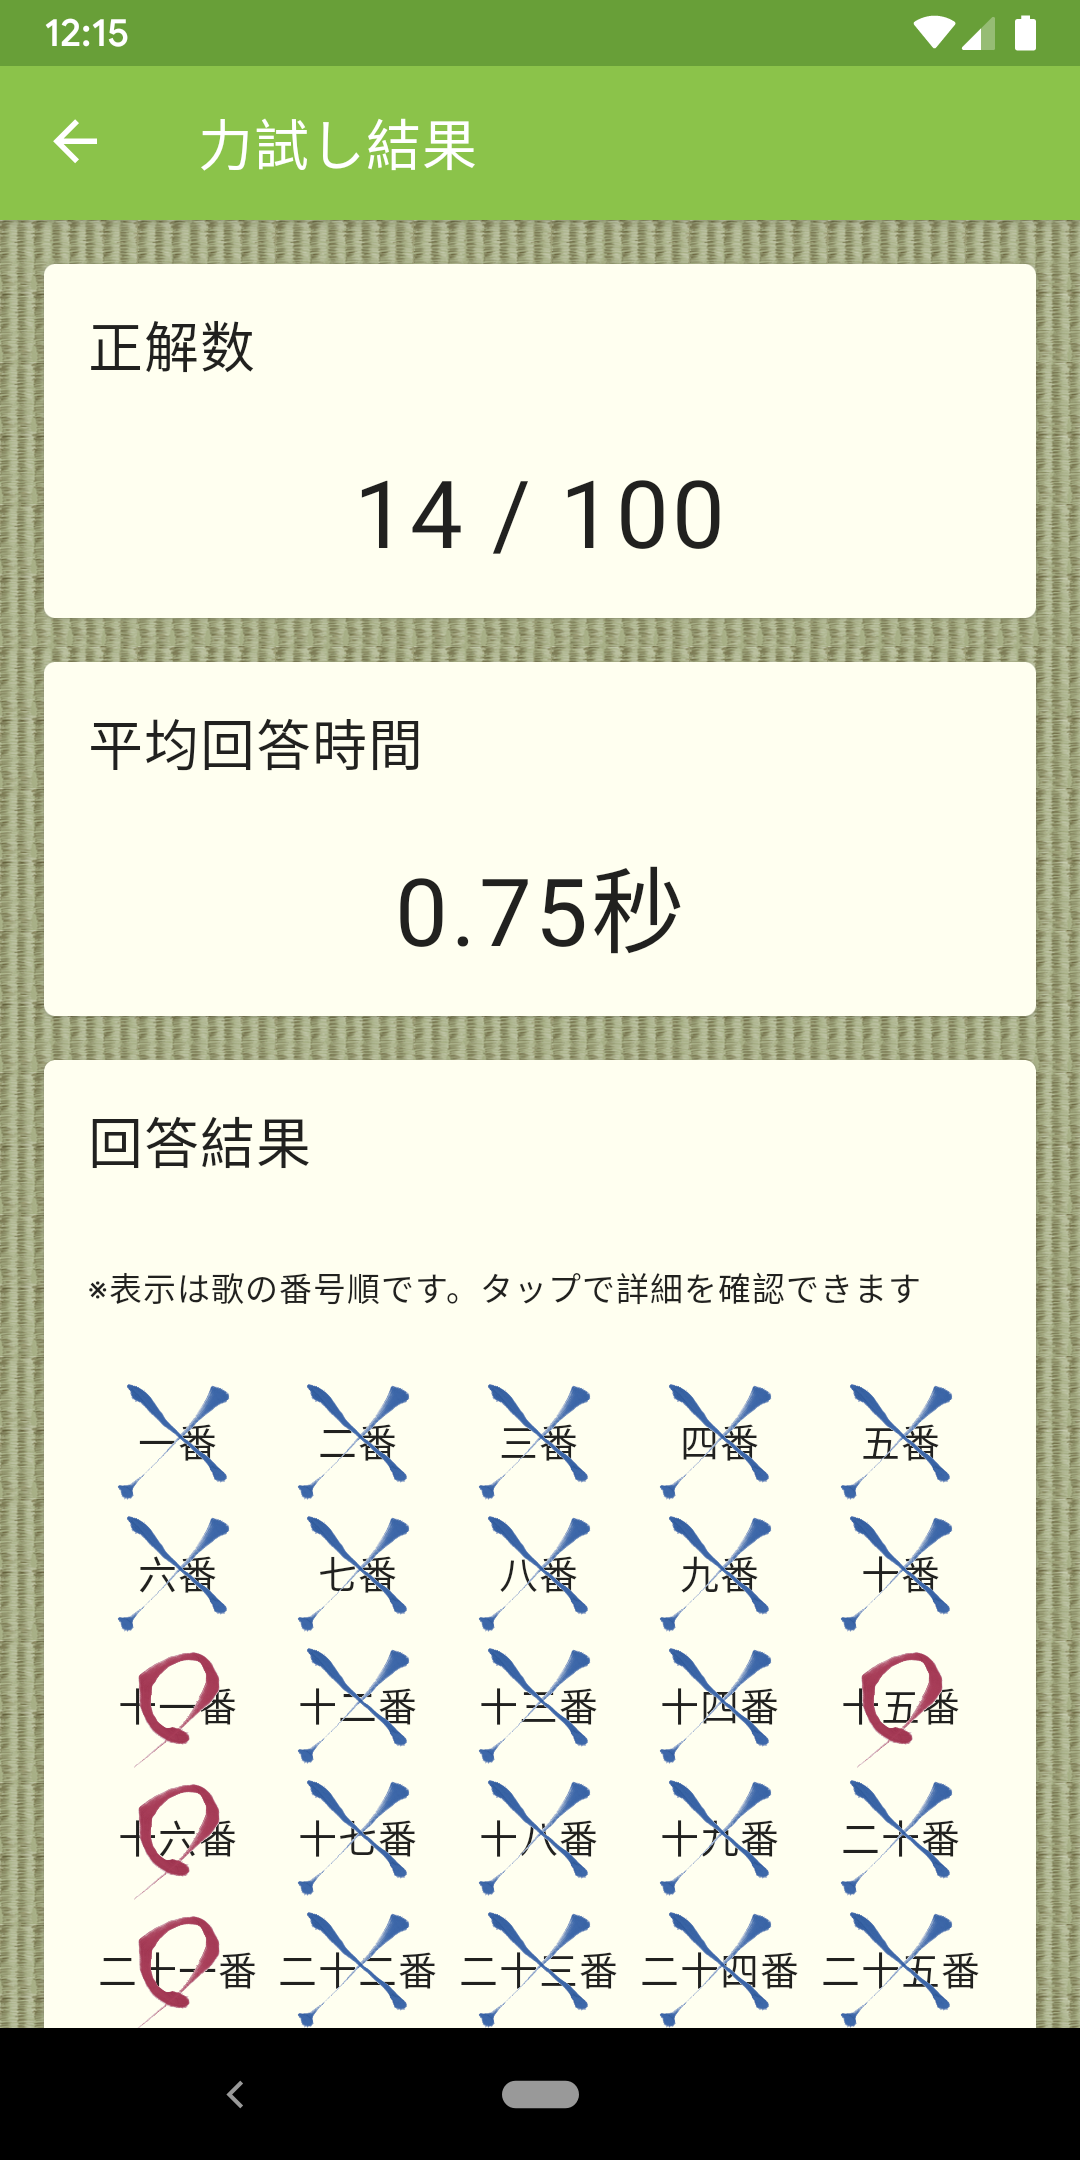 12:15
力試し結果
正解数
14 / 100
平均回答時間
0.75秒
回答結果
※表示は歌の番号順です。タップで詳細を確認できます
一番 二番 三番 四番 五番
六番 七番 八番 九番 十番
十一番 十二番 十三番 十四番 十五番
十六番 十七番 十八番 十九番 二十番
二十一番 二十二番 二十三番 二十四番 二十五番